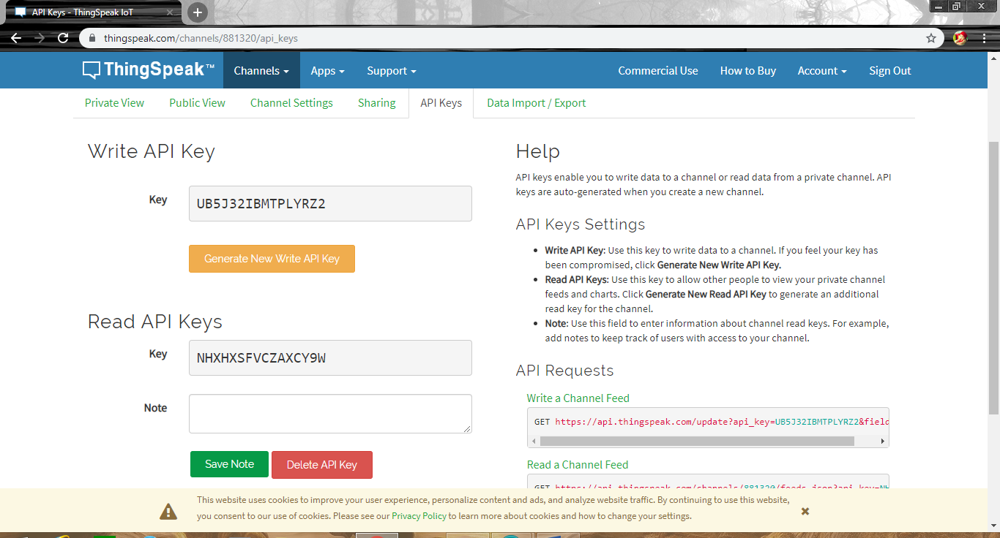 API Keys - ThingSpeak IoT
thingspeak.com/channels/881320/api_keys
ThingSpeak™
Channels
Apps
Support
Commercial Use
How to Buy
Account
Sign Out
Private View
Public View
Channel Settings
Sharing
API Keys
Data Import / Export
Write API Key
Key
UB5J32IBMTPLYRZ2
Generate New Write API Key
Read API Keys
Key
NHXHXSFVCZAXCY9W
Note
Save Note
Delete API Key
Help
API keys enable you to write data to a channel or read data from a private channel. API
keys are auto-generated when you create a new channel.
API Keys Settings
• Write API Key: Use this key to write data to a channel. If you feel your key has
been compromised, click Generate New Write API Key.
• Read API Keys: Use this key to allow other people to view your private channel
feeds and charts. Click Generate New Read API Key to generate an additional
read key for the channel.
• Note: Use this field to enter information about channel read keys. For example,
add notes to keep track of users with access to your channel.
API Requests
Write a Channel Feed
GET https://api.thingspeak.com/update?api_key=UB5J32IBMTPLYRZ2&field
Read a Channel Feed
GET https://api.thingspeak.com/channels/881320/feeds.json?api_key=NH
This website uses cookies to improve your user experience, personalize content and ads, and analyze website traffic. By continuing to use this website,
you consent to our use of cookies. Please see our Privacy Policy to learn more about cookies and how to change your settings.